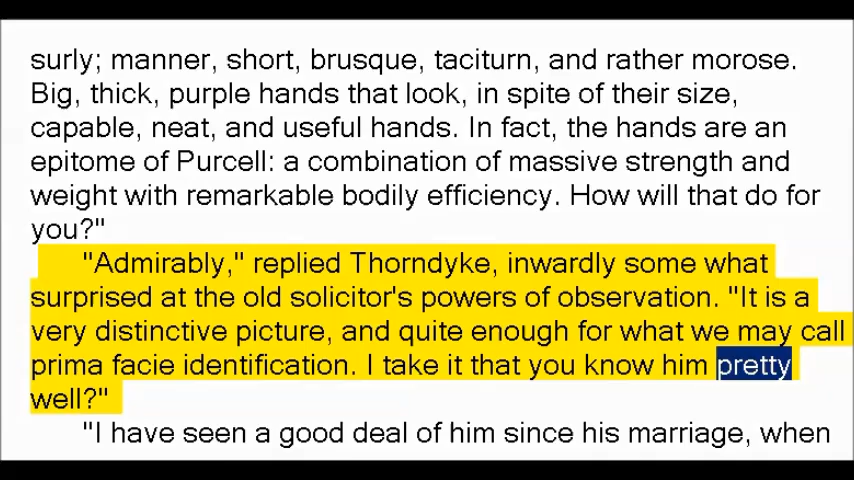 surly; manner, short, brusque, taciturn, and rather morose.
Big, thick, purple hands that look, in spite of their size,
capable, neat, and useful hands. In fact, the hands are an
epitome of Purcell: a combination of massive strength and
weight with remarkable bodily efficiency. How will that do for
you?"
"Admirably," replied Thorndyke, inwardly some what
surprised at the old solicitor's powers of observation. "It is a
very distinctive picture, and quite enough for what we may call
prima facie identification. I take it that you know him pretty
well?"
"I have seen a good deal of him since his marriage, when